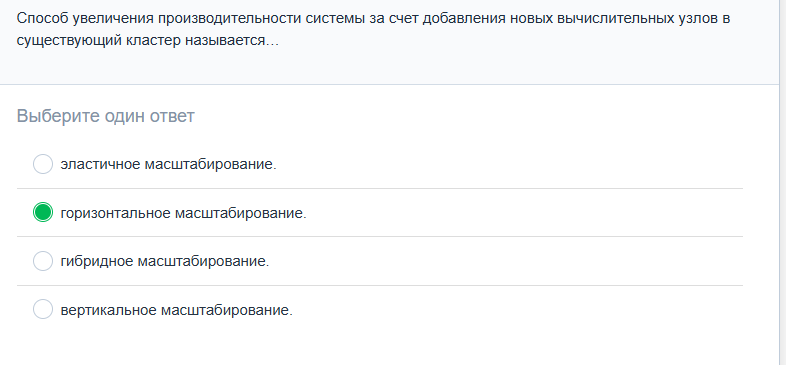 Способ увеличения производительности системы за счет добавления новых вычислительных узлов в
существующий кластер называется…
Выберите один ответ
эластичное масштабирование.
горизонтальное масштабирование.
гибридное масштабирование.
вертикальное масштабирование.